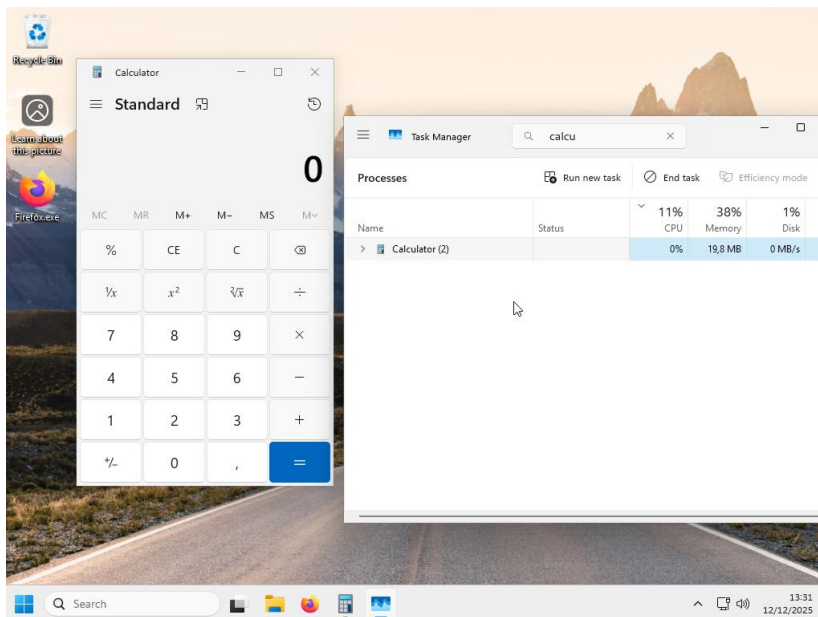 Recycle Bin
Learn about
this picture
Firefox.exe
Calculator
Standard
0
MC MR M+ M− MS M
% CE C
¹/x x² ²√x ÷
7 8 9 ×
4 5 6 −
1 2 3 +
+/− 0 , =
Task Manager
calcu
Processes
Run new task
End task
Efficiency mode
11% 38% 1%
Name Status CPU Memory Disk
Calculator (2) 0% 19,8 MB 0 MB/s
Search
13:31
12/12/2025